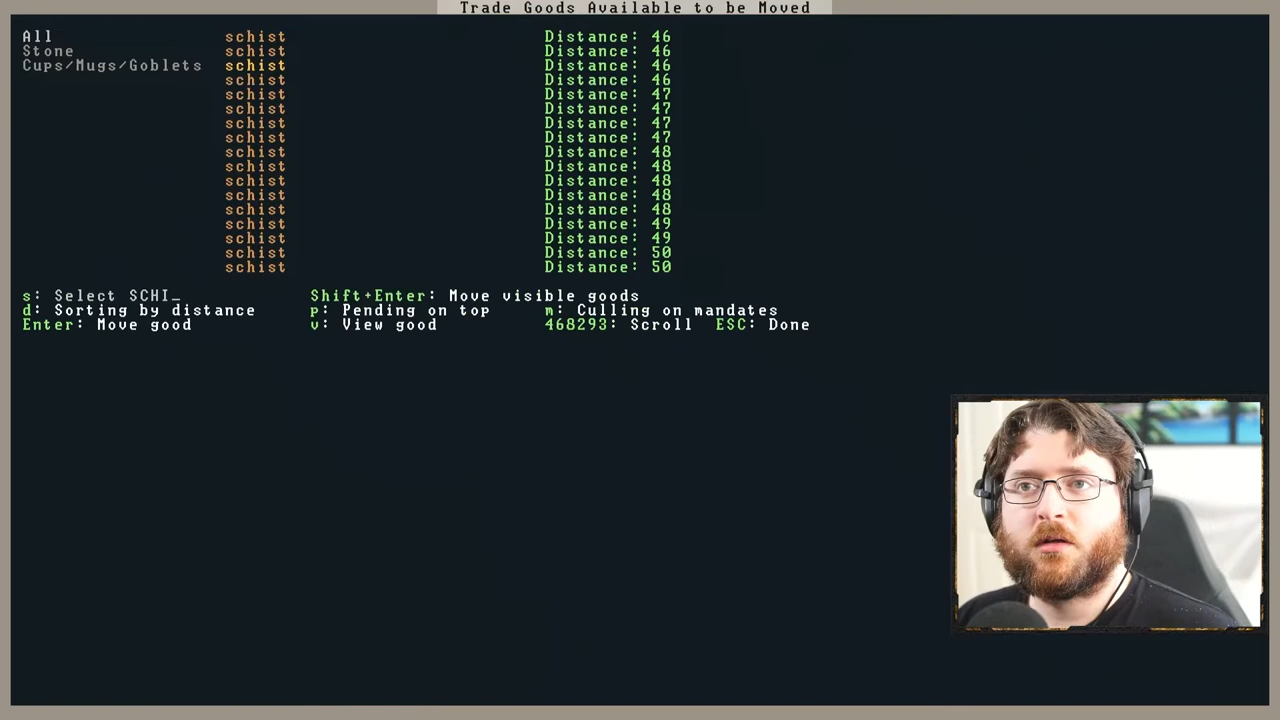 Trade Goods Available to be Moved
All schist Distance: 46
Stone schist Distance: 46
Cups/Mugs/Goblets schist Distance: 46
schist Distance: 46
schist Distance: 47
schist Distance: 47
schist Distance: 47
schist Distance: 47
schist Distance: 48
schist Distance: 48
schist Distance: 48
schist Distance: 48
schist Distance: 48
schist Distance: 49
schist Distance: 49
schist Distance: 50
schist Distance: 50
s: Select SCHI_ Shift+Enter: Move visible goods
d: Sorting by distance p: Pending on top m: Culling on mandates
Enter: Move good v: View good 468293: Scroll ESC: Done